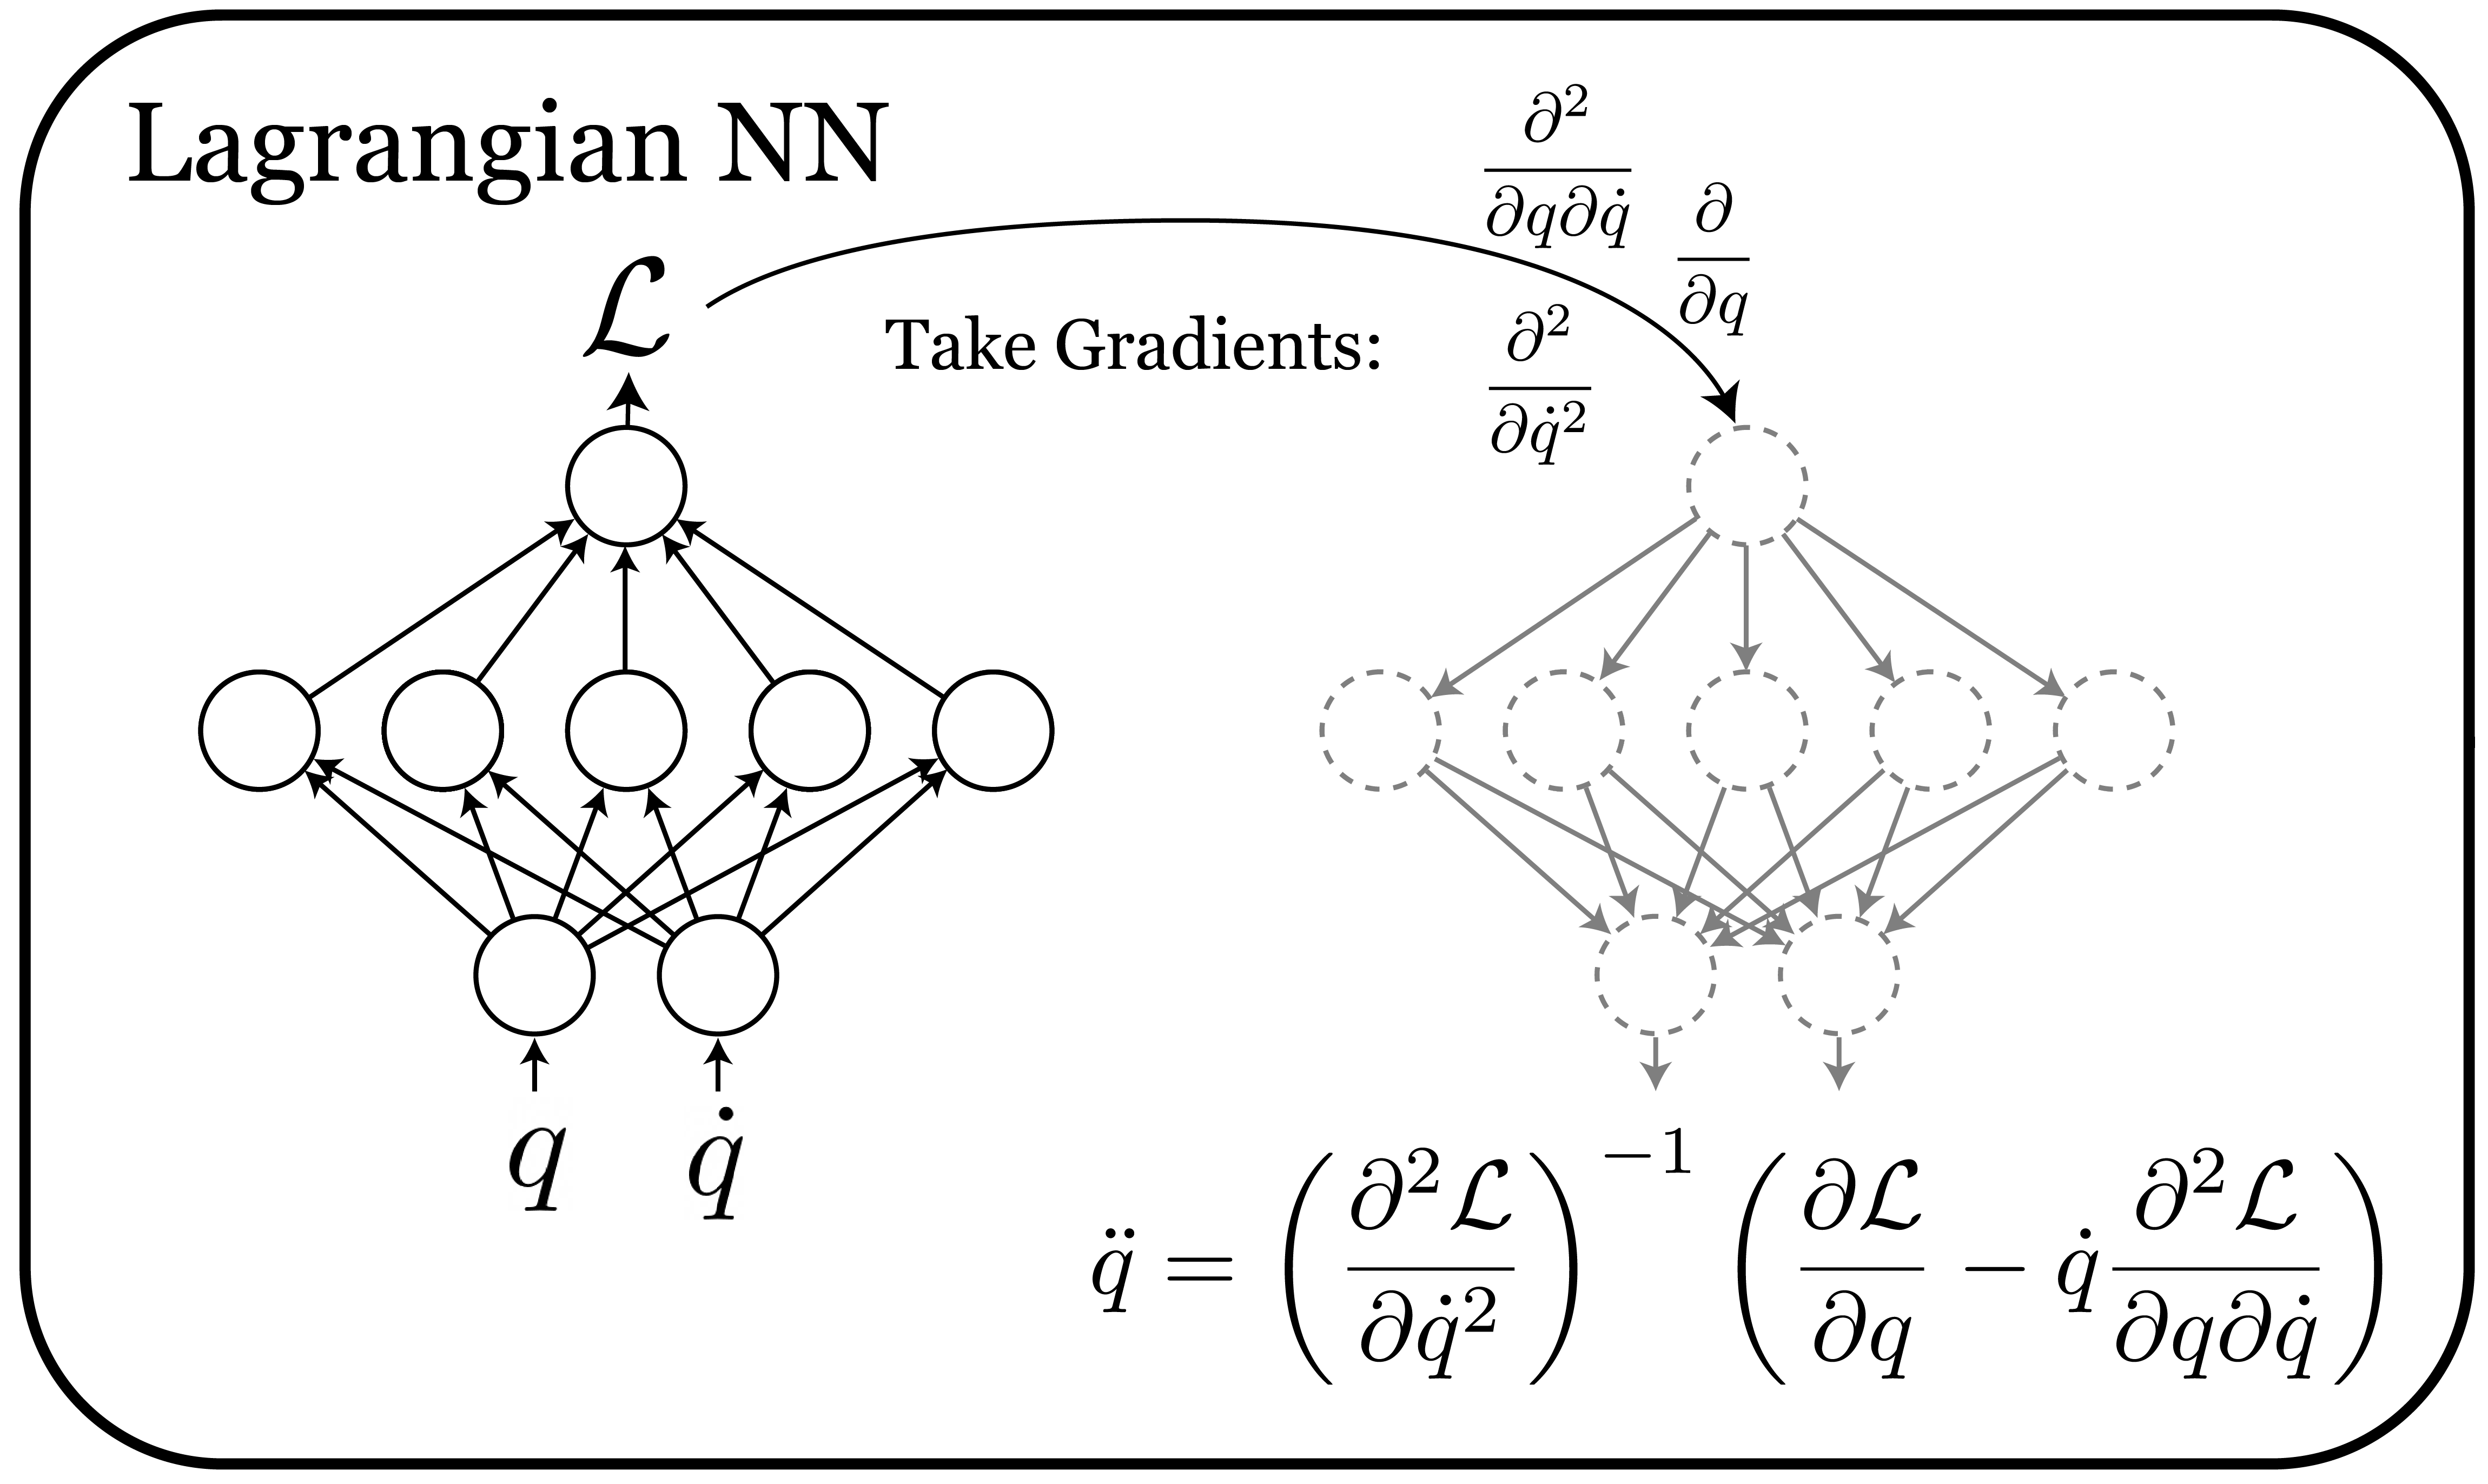 Lagrangian NN
ℒ
Take Gradients:
∂²/∂q∂q̇
∂/∂q
∂²/∂q̇²
q q̇
q̈ = (∂²ℒ/∂q̇²)⁻¹ (∂ℒ/∂q − q̇ ∂²ℒ/∂q∂q̇)